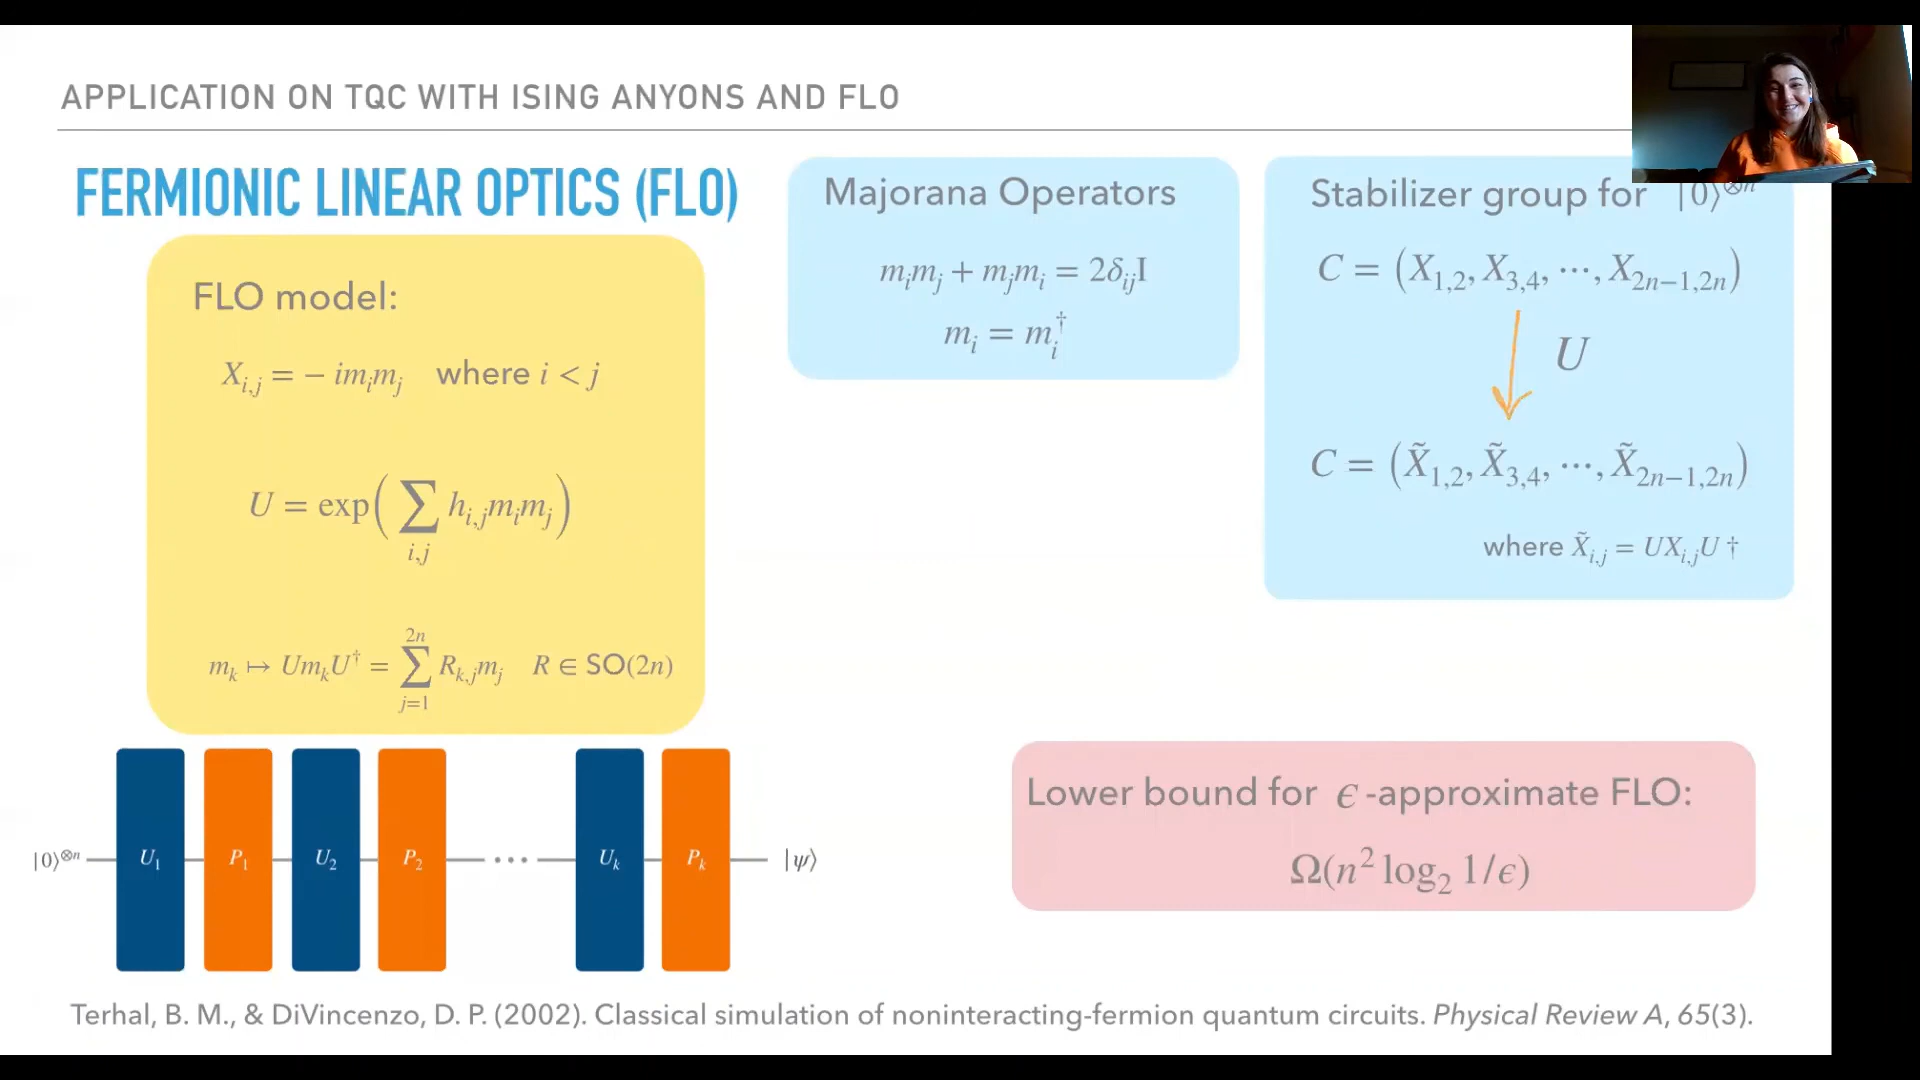 APPLICATION ON TQC WITH ISING ANYONS AND FLO
FERMIONIC LINEAR OPTICS (FLO)
FLO model:
X_{i,j} = − im_i m_j where i < j
U = exp( ∑_{i,j} h_{i,j} m_i m_j )
m_k ↦ U m_k U^† = ∑_{j=1}^{2n} R_{k,j} m_j R ∈ SO(2n)
Majorana Operators
m_i m_j + m_j m_i = 2δ_{ij} I
m_i = m_i^†
Stabilizer group for |0⟩^{⊗n}
C = (X_{1,2}, X_{3,4}, ⋯, X_{2n−1,2n})
U
C = (X̃_{1,2}, X̃_{3,4}, ⋯, X̃_{2n−1,2n})
where X̃_{i,j} = UX_{i,j}U †
|0⟩^{⊗n} U_1 P_1 U_2 P_2 ⋯ U_k P_k |ψ⟩
Lower bound for ϵ -approximate FLO:
Ω(n² log₂ 1/ϵ)
Terhal, B. M., & DiVincenzo, D. P. (2002). Classical simulation of noninteracting-fermion quantum circuits. Physical Review A, 65(3).